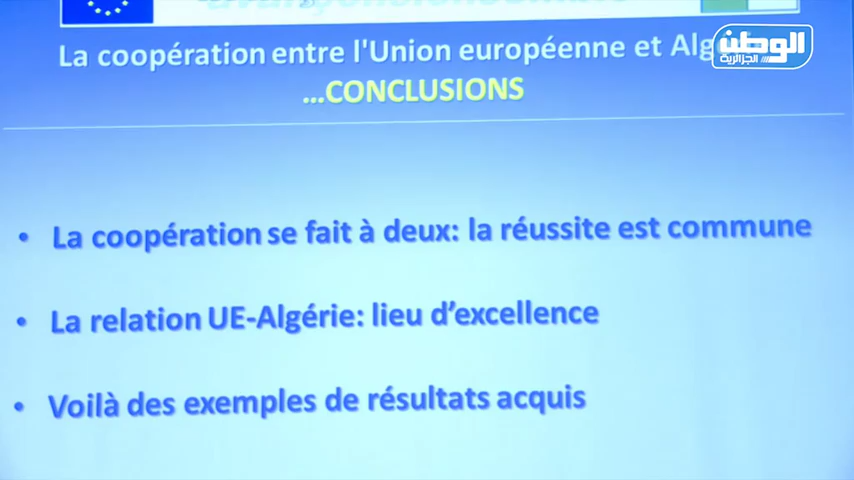 الوطن
الجزائرية
La coopération entre l'Union européenne et
...CONCLUSIONS
• La coopération se fait à deux: la réussite est commune
• La relation UE-Algérie: lieu d’excellence
• Voilà des exemples de résultats acquis